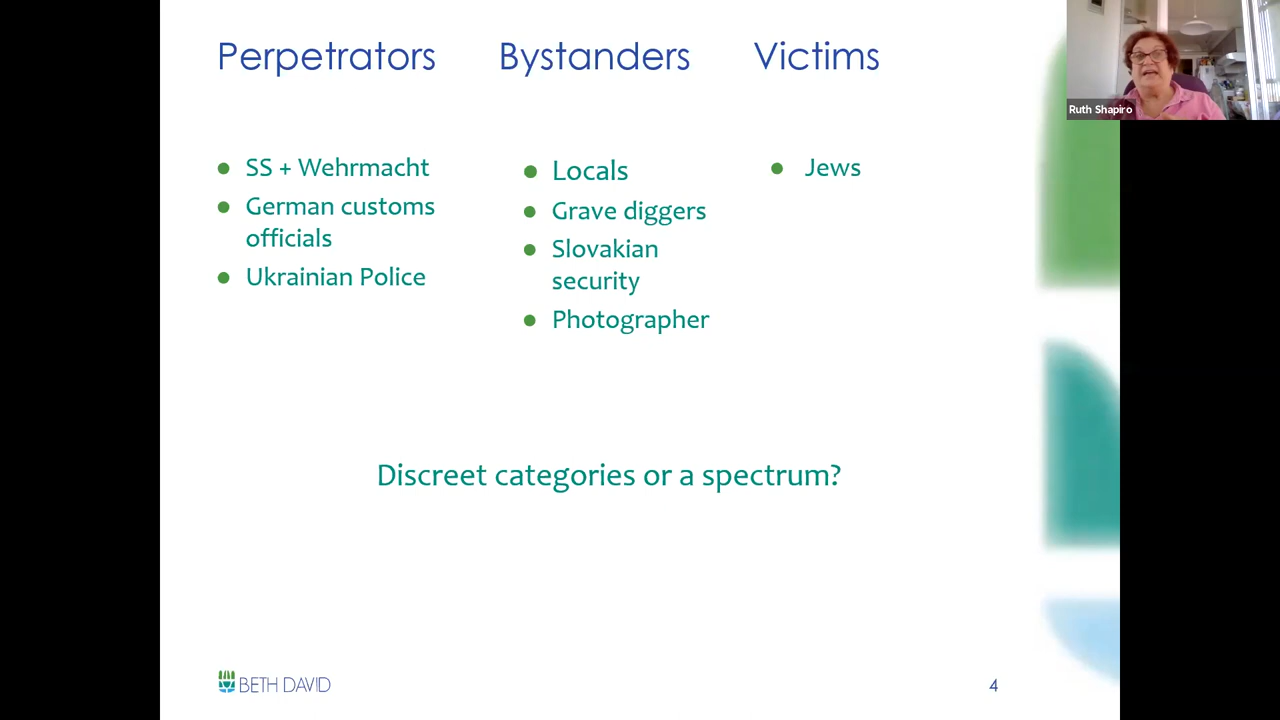 Perpetrators
Bystanders
Victims
SS + Wehrmacht
German customs
officials
Ukrainian Police
Locals
Grave diggers
Slovakian
security
Photographer
Jews
Discreet categories or a spectrum?
BETH DAVID
4
Ruth Shapiro